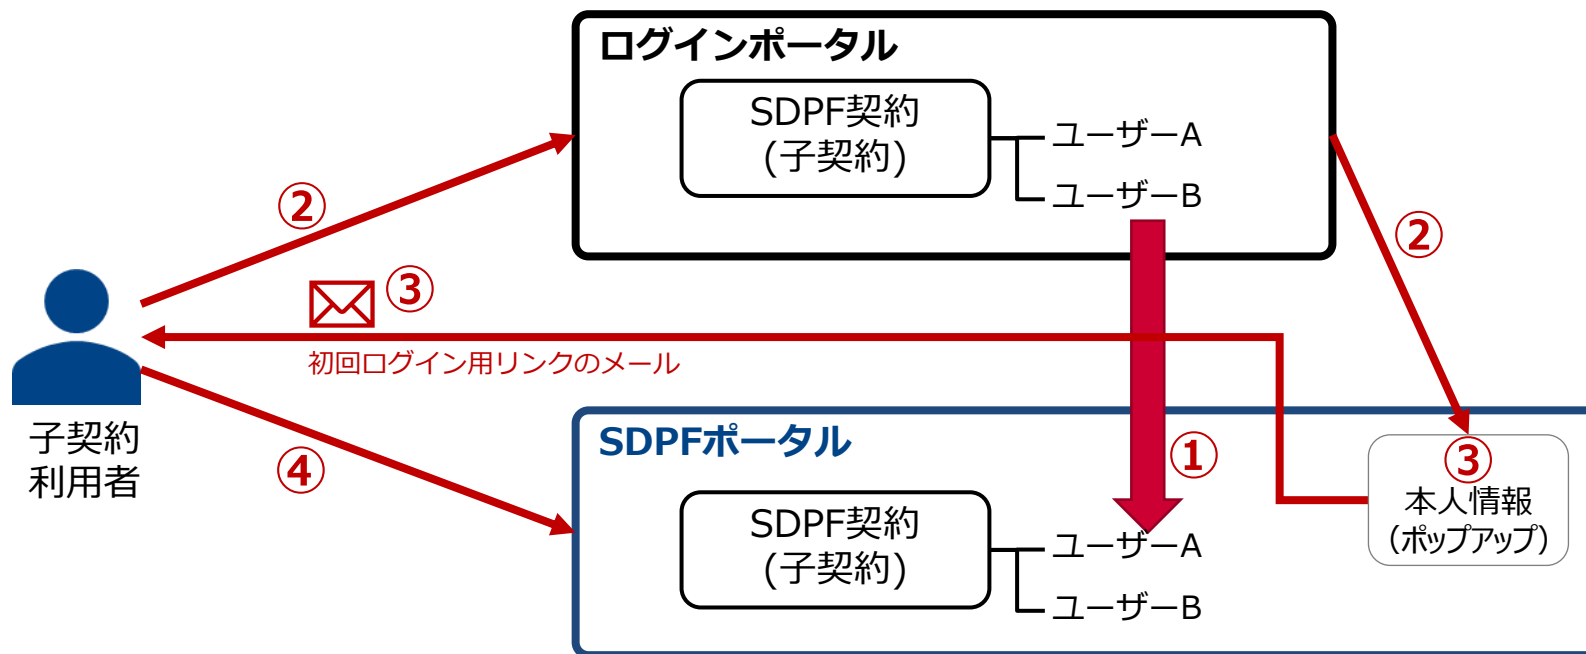 ログインポータル
SDPF契約
(子契約)
ユーザーA
ユーザーB
②
②
③
初回ログイン用リンクのメール
子契約
利用者
④
SDPFポータル
①
SDPF契約
(子契約)
ユーザーA
ユーザーB
③
本人情報
(ポップアップ)